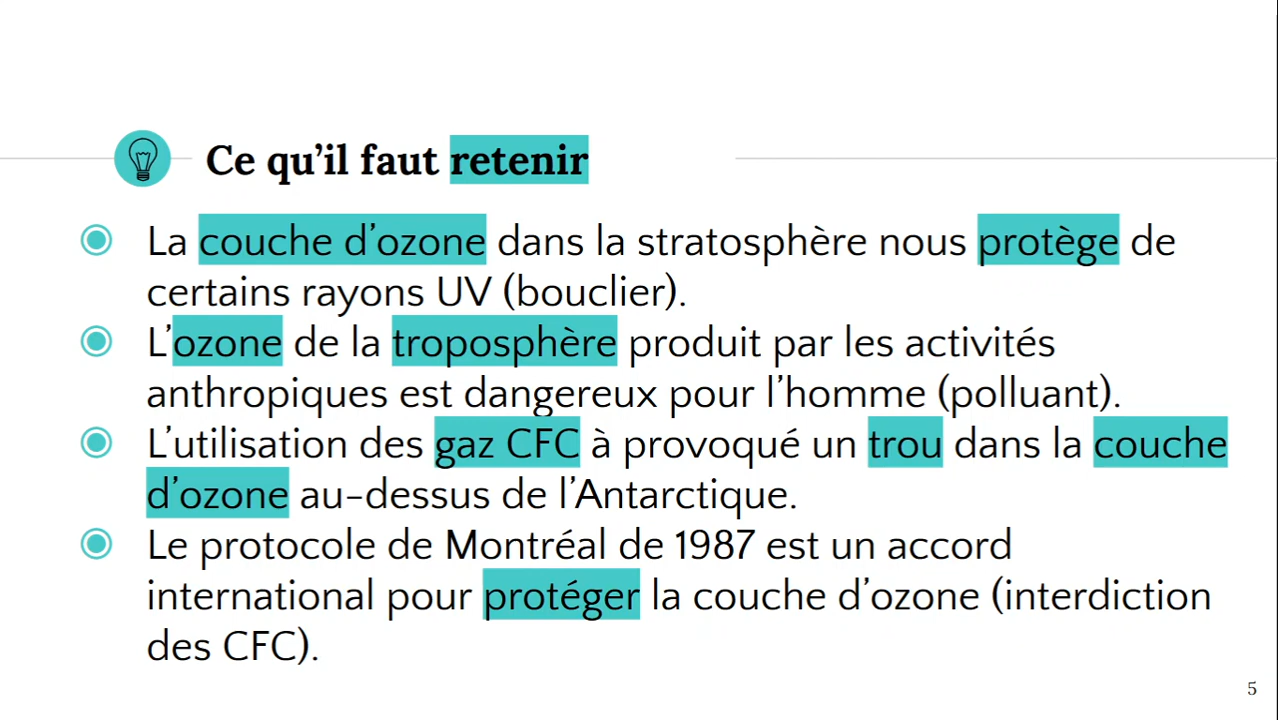 Ce qu’il faut retenir
La couche d’ozone dans la stratosphère nous protège de
certains rayons UV (bouclier).
L’ozone de la troposphère produit par les activités
anthropiques est dangereux pour l’homme (polluant).
L’utilisation des gaz CFC à provoqué un trou dans la couche
d’ozone au-dessus de l’Antarctique.
Le protocole de Montréal de 1987 est un accord
international pour protéger la couche d’ozone (interdiction
des CFC).
5